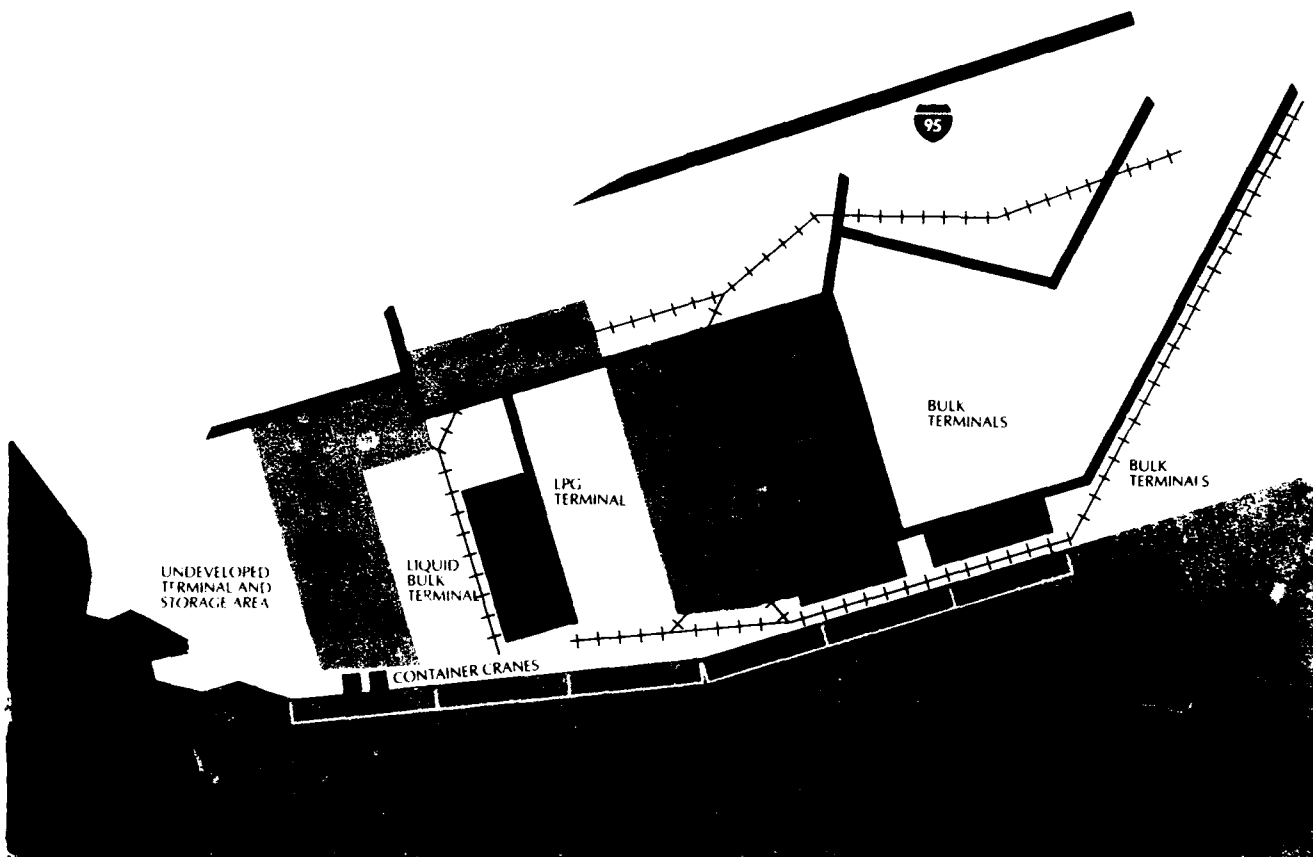 95
BULK
TERMINALS
BULK
TERMINALS
LPG
TERMINAL
LIQUID
BULK
TERMINAL
UNDEVELOPED
TERMINAL AND
STORAGE AREA
CONTAINER CRANES